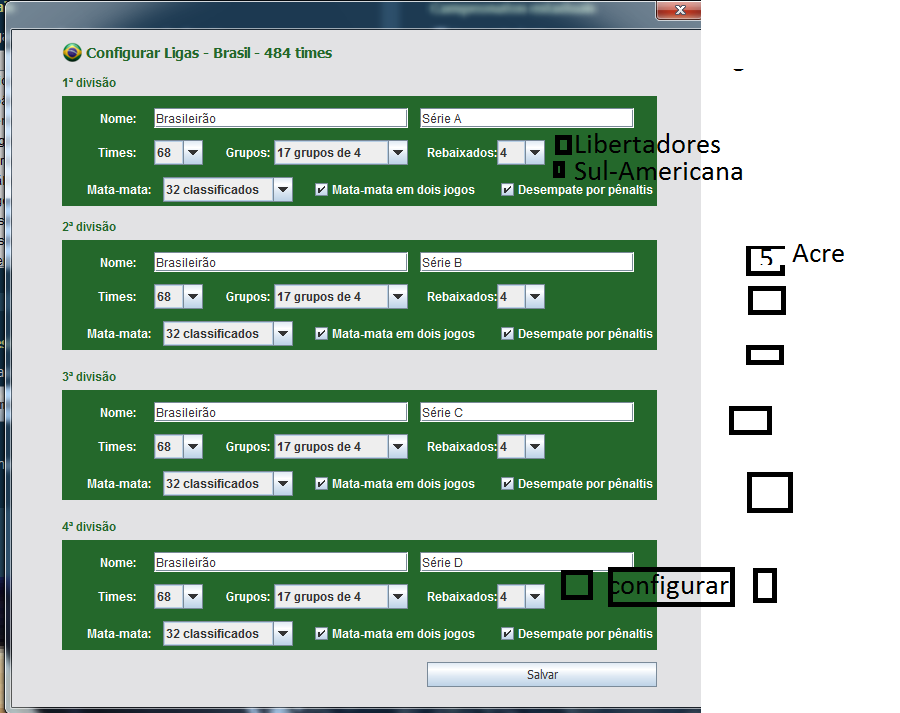 Campeonatos estaduais
Configurar Ligas - Brasil - 484 times
1ª divisão
Nome: Brasileirão Série A
Times: 68 Grupos: 17 grupos de 4 Rebaixados: 4 Libertadores
Sul-Americana
Mata-mata: 32 classificados Mata-mata em dois jogos Desempate por pênaltis
2ª divisão
Nome: Brasileirão Série B
5 Acre
Times: 68 Grupos: 17 grupos de 4 Rebaixados: 4
Mata-mata: 32 classificados Mata-mata em dois jogos Desempate por pênaltis
3ª divisão
Nome: Brasileirão Série C
Times: 68 Grupos: 17 grupos de 4 Rebaixados: 4
Mata-mata: 32 classificados Mata-mata em dois jogos Desempate por pênaltis
4ª divisão
Nome: Brasileirão Série D
Times: 68 Grupos: 17 grupos de 4 Rebaixados: 4 configurar
Mata-mata: 32 classificados Mata-mata em dois jogos Desempate por pênaltis
Salvar